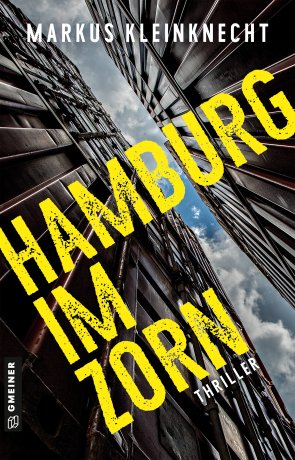 MARKUS KLEINKNECHT
HAMBURG
IM
ZORN
THRILLER
GMEINER